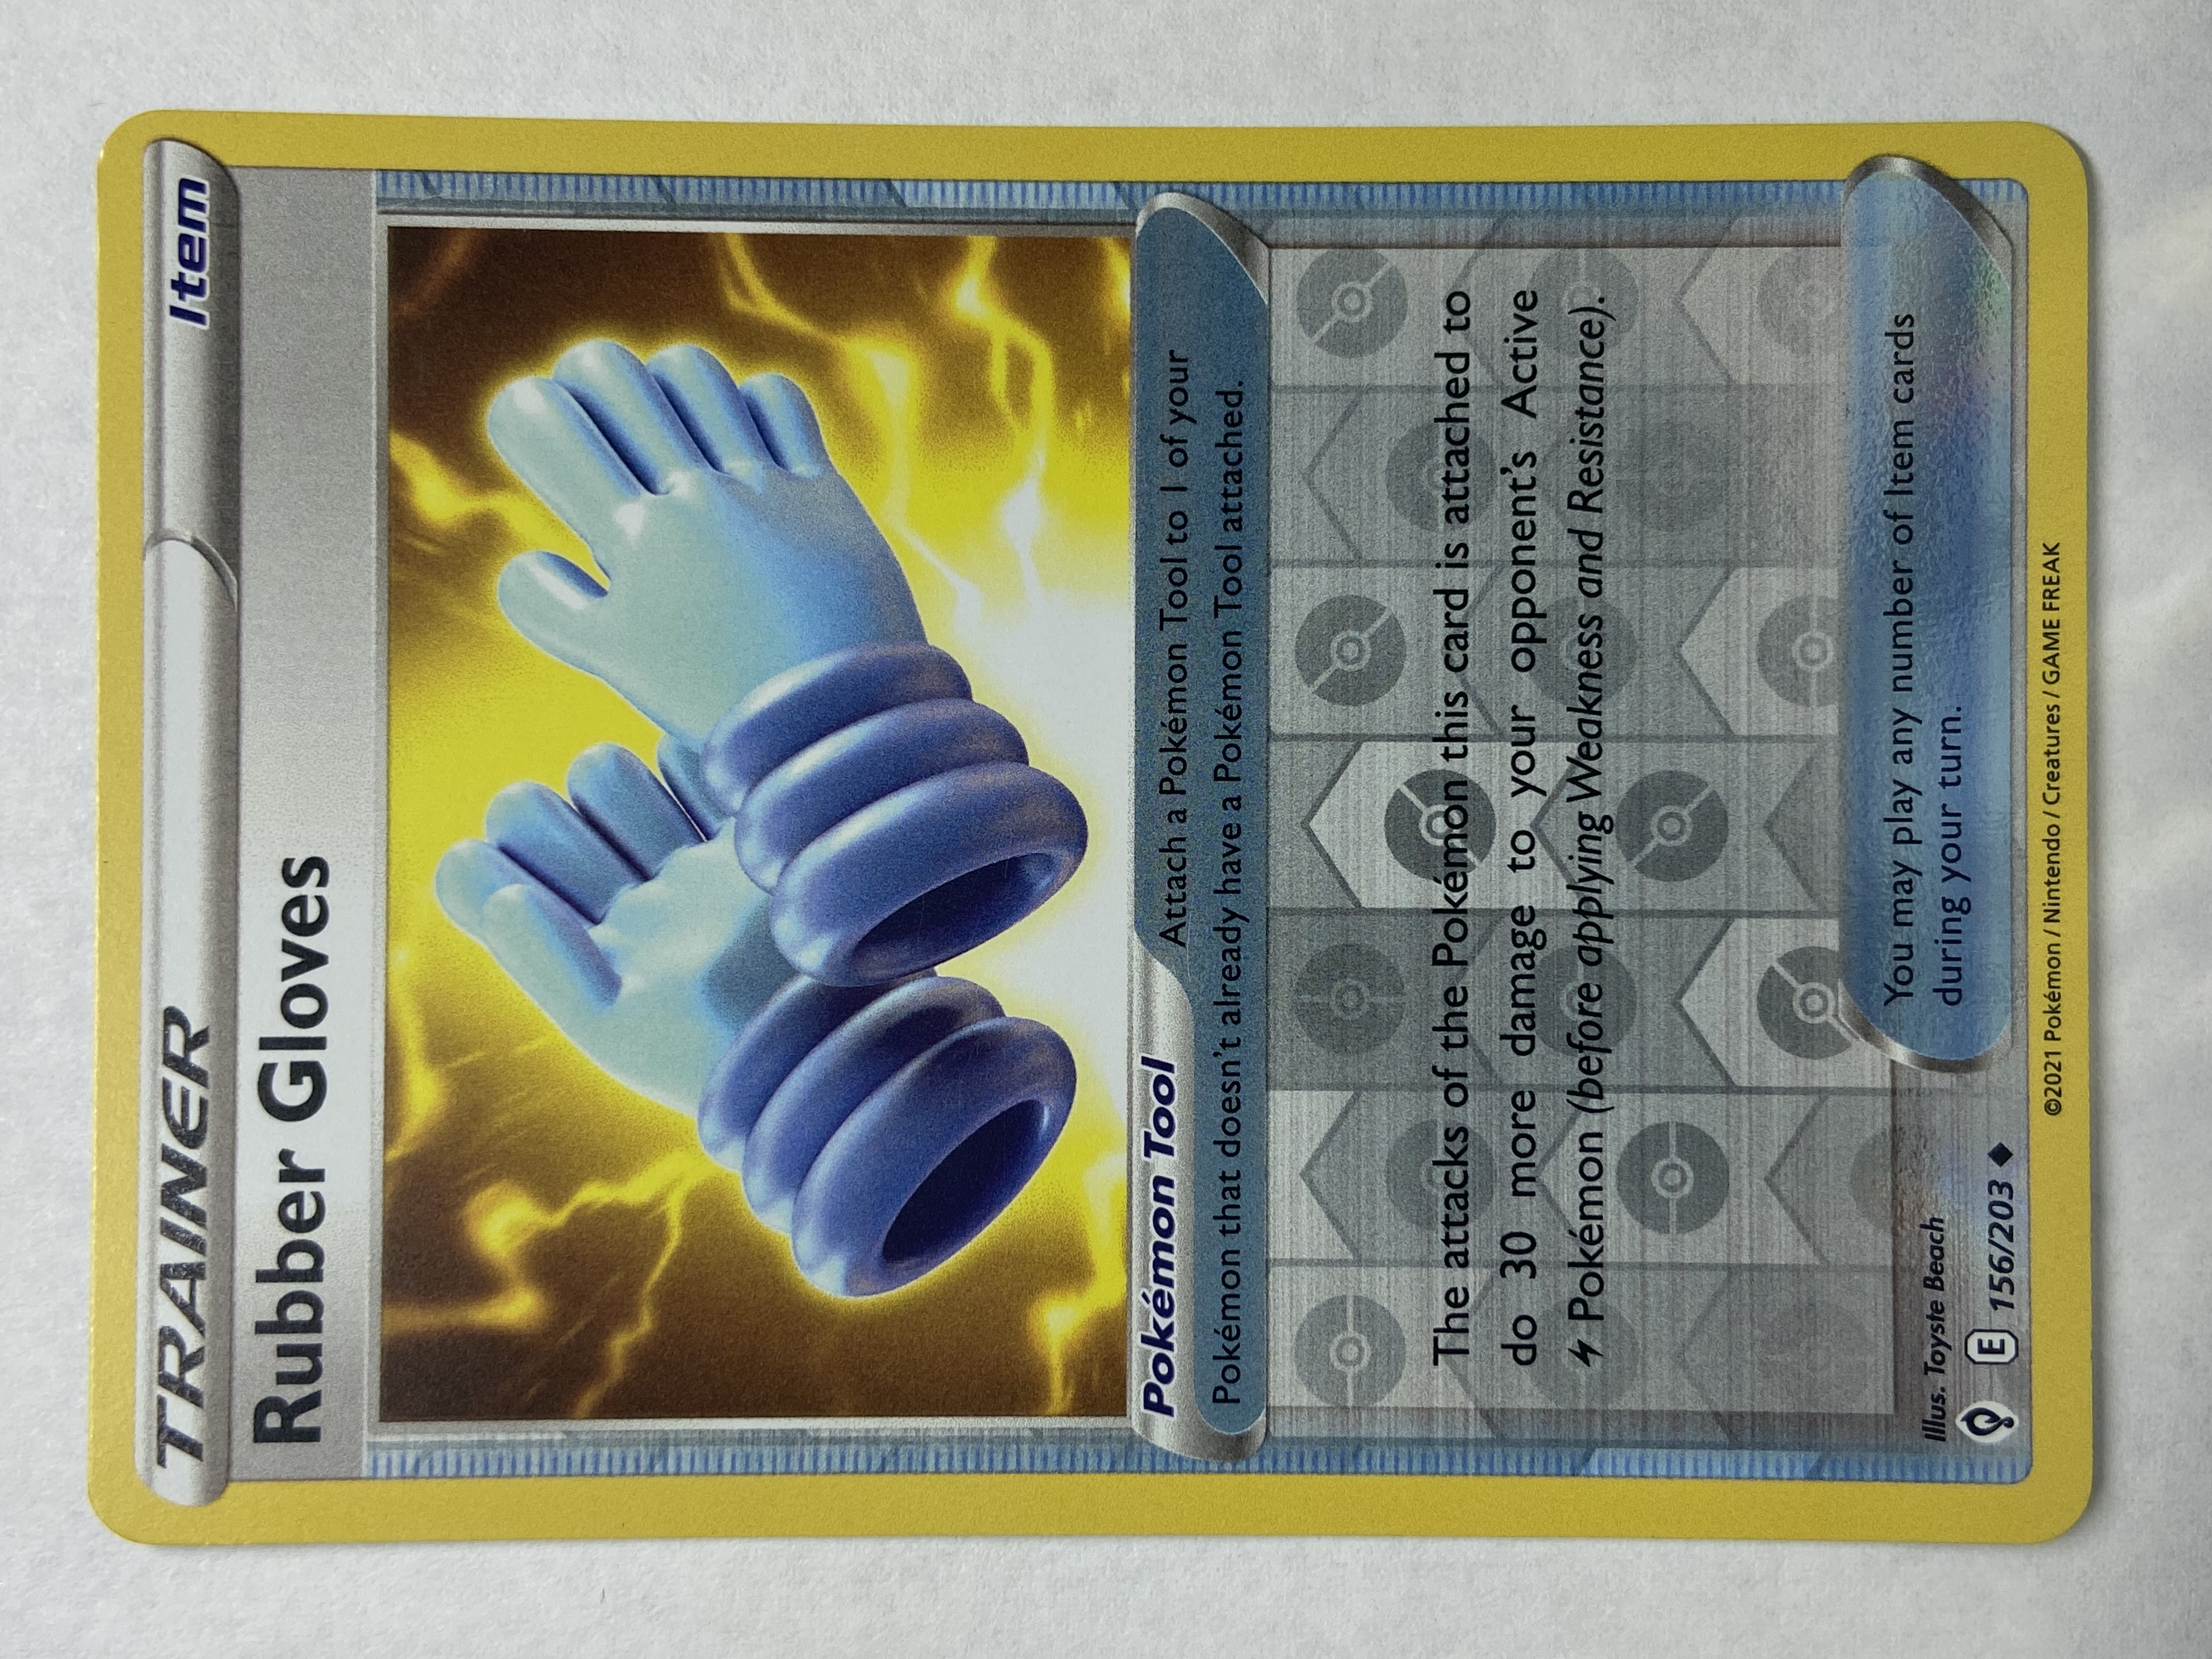 TRAINER Item
Rubber Gloves
Pokémon Tool Attach a Pokémon Tool to 1 of your
Pokémon that doesn't already have a Pokémon Tool attached.
The attacks of the Pokémon this card is attached to
do 30 more damage to your opponent's Active
Pokémon (before applying Weakness and Resistance).
You may play any number of Item cards
during your turn.
Illus. Toyste Beach
E 156/203
©2021 Pokémon / Nintendo / Creatures / GAME FREAK